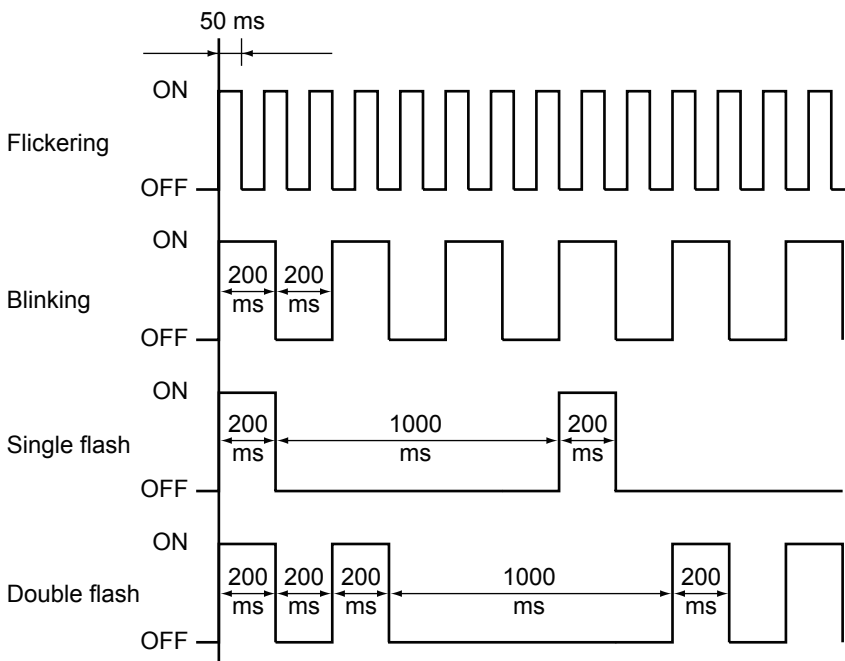 50 ms
ON
Flickering
OFF
ON
200 200
ms ms
Blinking
OFF
ON
200 1000 200
ms ms ms
Single flash
OFF
ON
200 200 200 1000 200
ms ms ms ms ms
Double flash
OFF